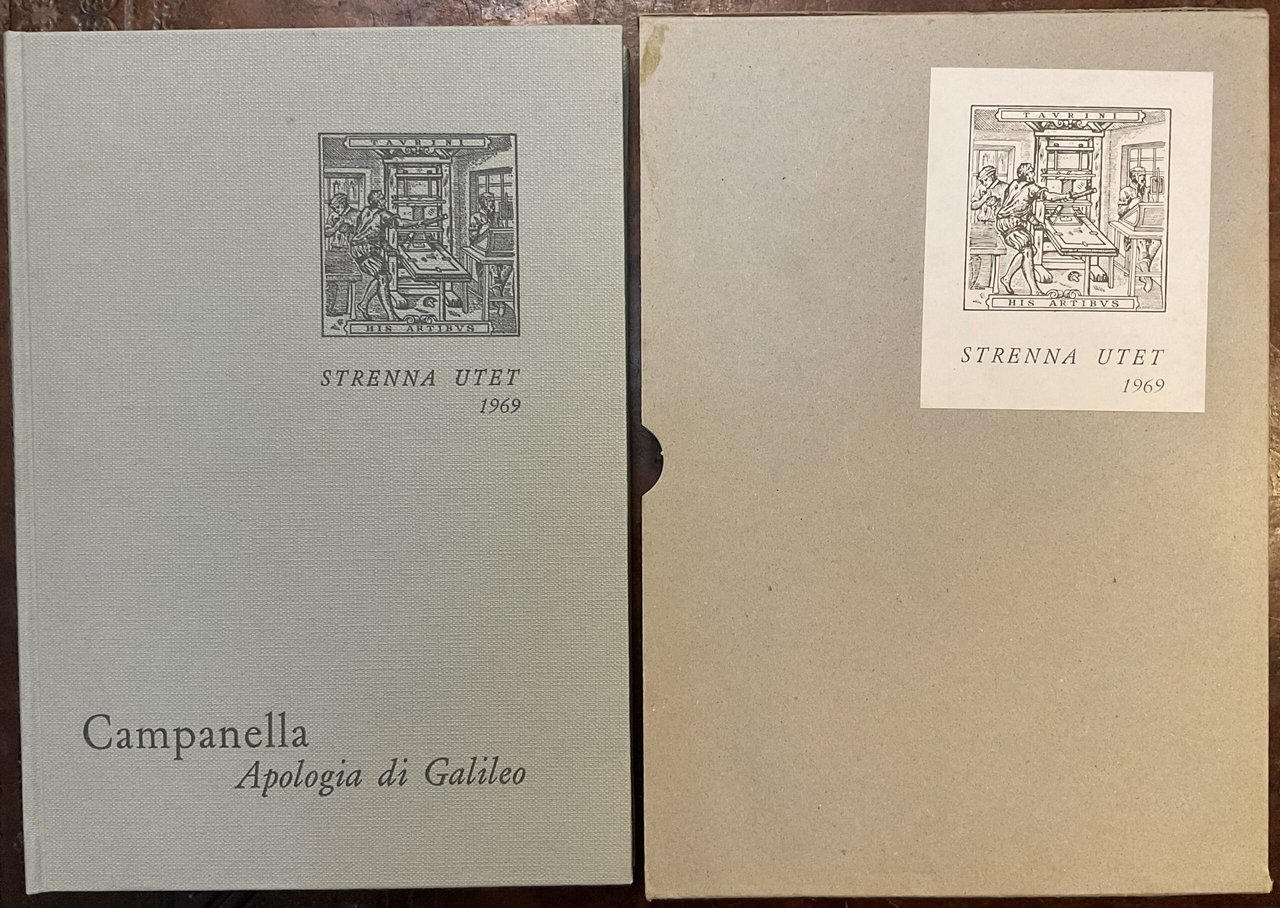 TAVRINI
HIS ARTIBVS
STRENNA UTET
1969
Campanella
Apologia di Galileo
TAVRINI
HIS ARTIBVS
STRENNA UTET
1969